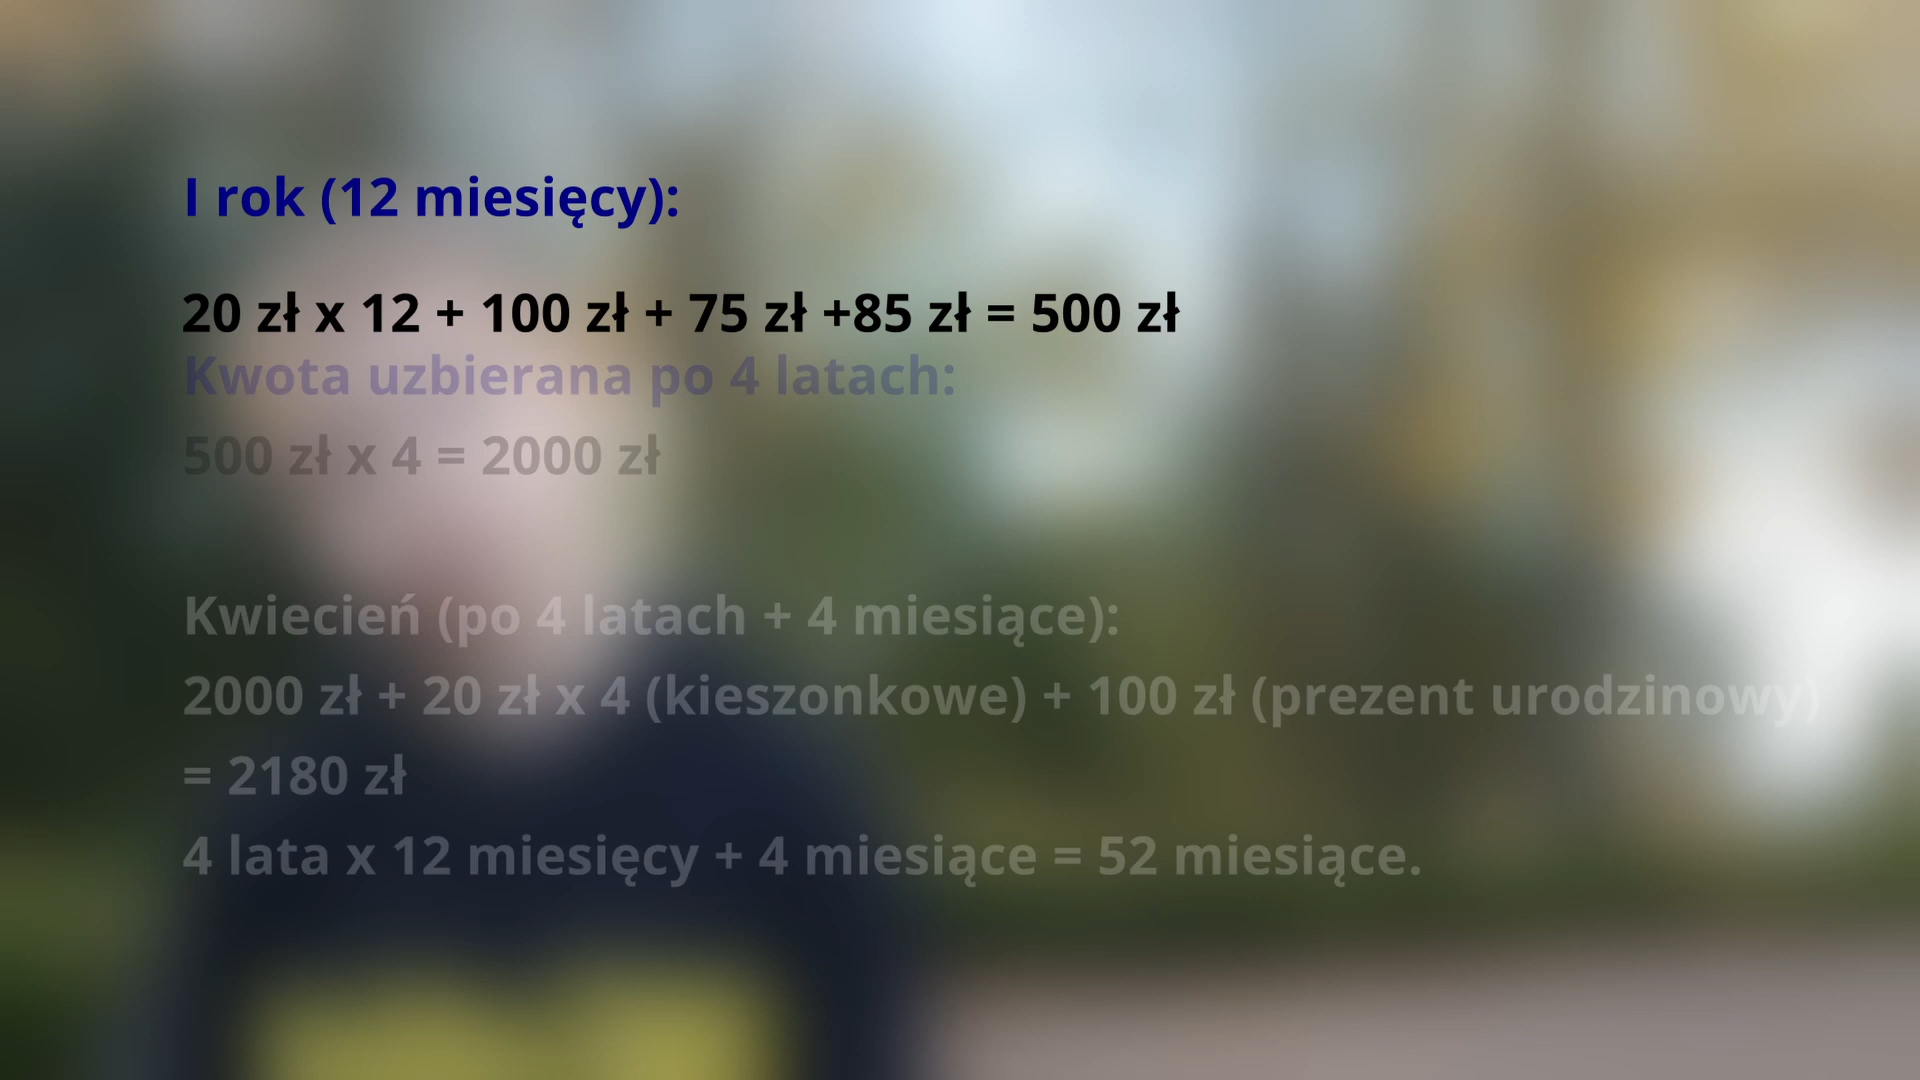 I rok (12 miesięcy):
20 zł x 12 + 100 zł + 75 zł +85 zł = 500 zł
Kwota uzbierana po 4 latach:
500 zł x 4 = 2000 zł
Kwiecień (po 4 latach + 4 miesiące):
2000 zł + 20 zł x 4 (kieszonkowe) + 100 zł (prezent urodzinowy)
= 2180 zł
4 lata x 12 miesięcy + 4 miesiące = 52 miesiące.